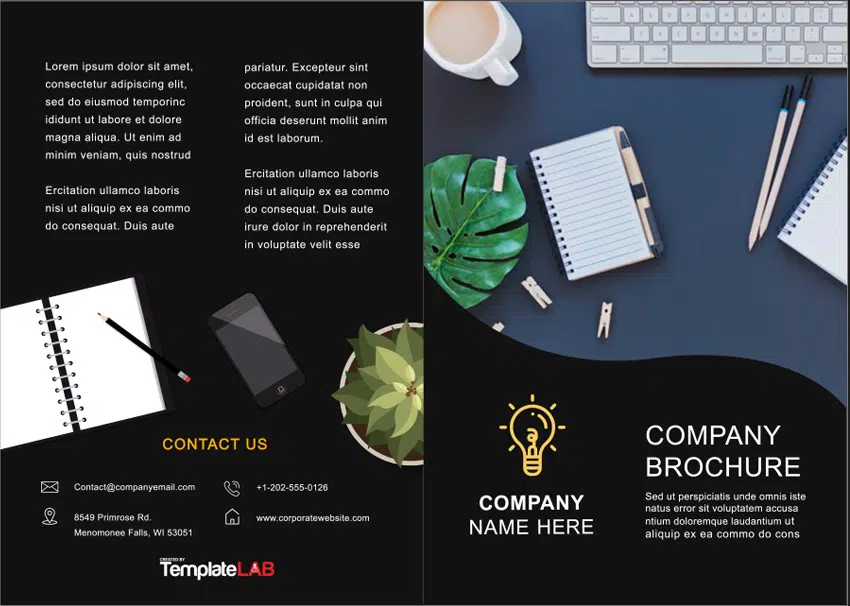 Lorem ipsum dolor sit amet,
consectetur adipiscing elit,
sed do eiusmod temporinc
ididunt ut labore et dolore
magna aliqua. Ut enim ad
minim veniam, quis nostrud
Ercitation ullamco laboris
nisi ut aliquip ex ea commo
do consequat. Duis aute
pariatur. Excepteur sint
occaecat cupidatat non
proident, sunt in culpa qui
officia deserunt mollit anim
id est laborum.
Ercitation ullamco laboris
nisi ut aliquip ex ea commo
do consequat. Duis aute
irure dolor in reprehenderit
in voluptate velit esse
CONTACT US
Contact@companyemail.com
+1-202-555-0126
8549 Primrose Rd.
Menomonee Falls, WI 53051
www.corporatewebsite.com
CREATED BY
TemplateLAB
COMPANY
NAME HERE
COMPANY
BROCHURE
Sed ut perspiciatis unde omnis iste
natus error sit voluptatem accusa
ntium doloremque laudantium ut
aliquip ex ea commo do cons